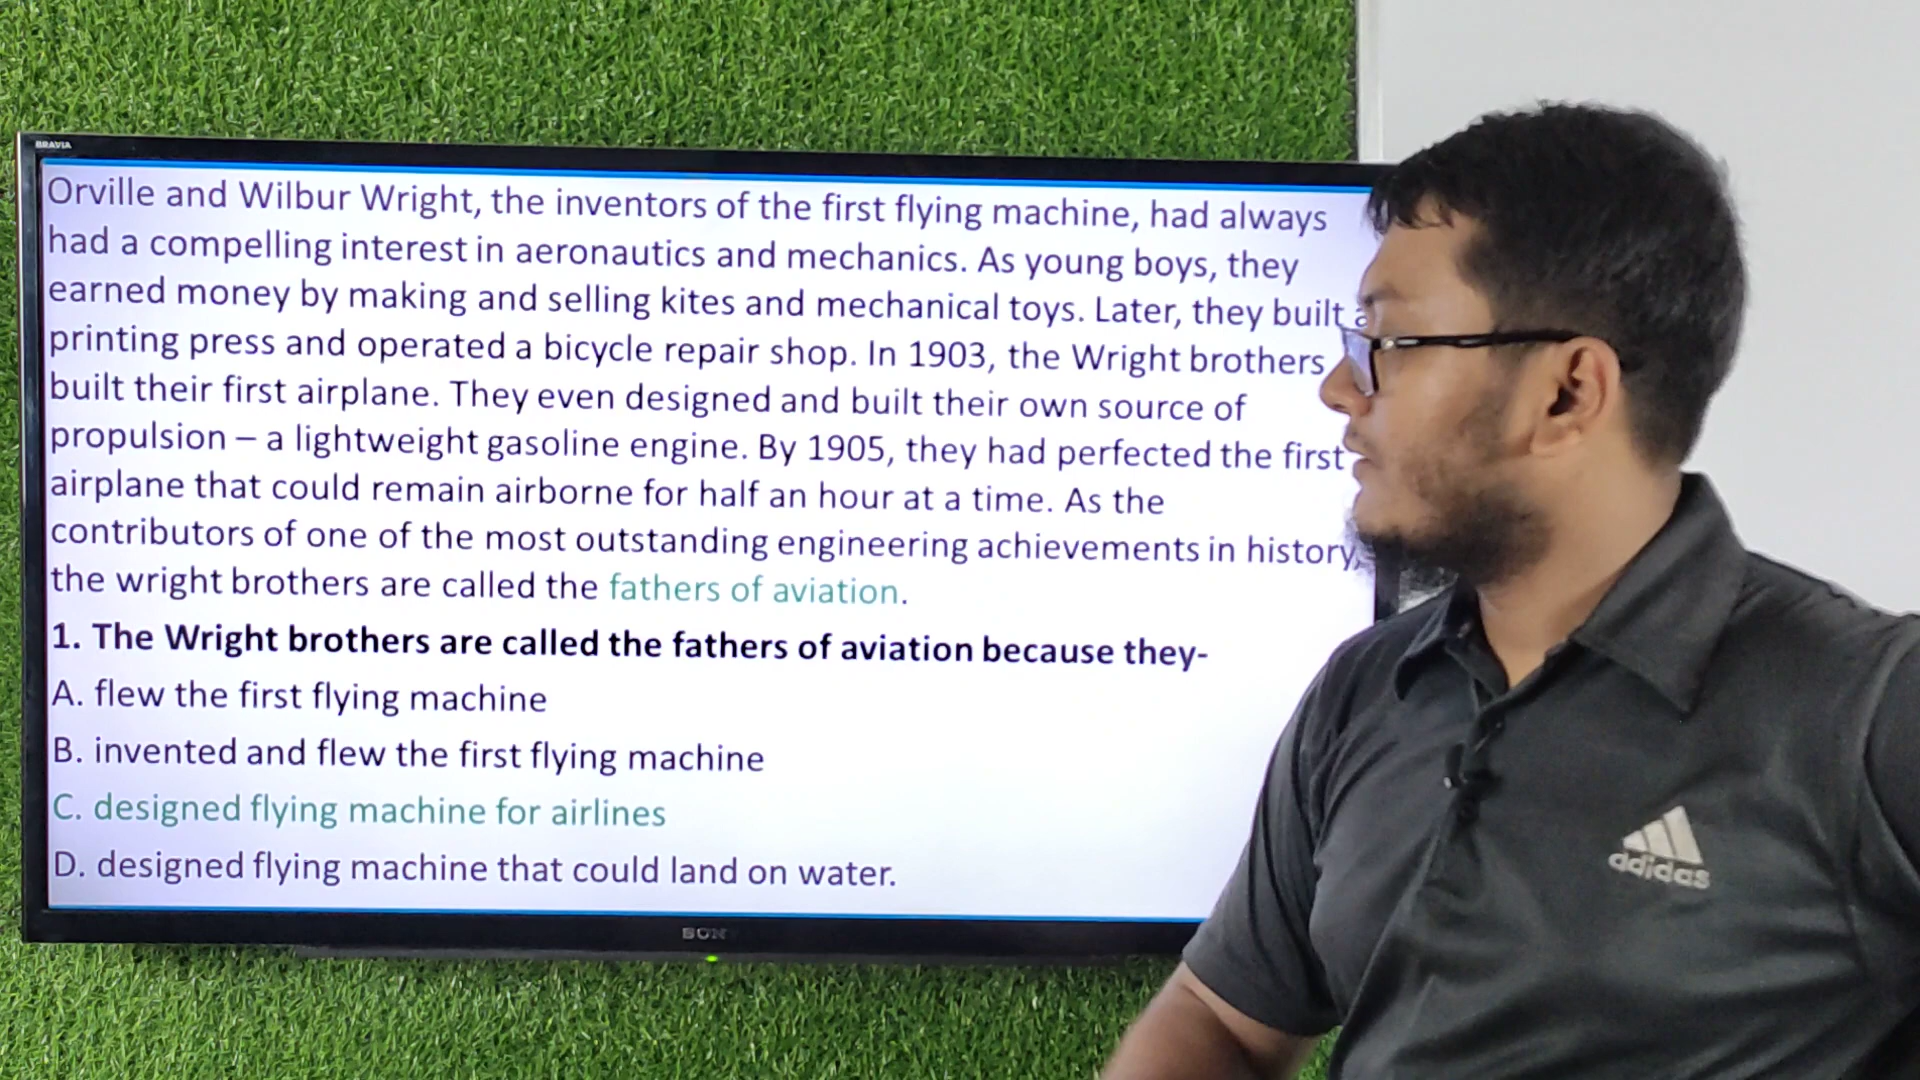 BRAVIA
Orville and Wilbur Wright, the inventors of the first flying machine, had always
had a compelling interest in aeronautics and mechanics. As young boys, they
earned money by making and selling kites and mechanical toys. Later, they built a
printing press and operated a bicycle repair shop. In 1903, the Wright brothers
built their first airplane. They even designed and built their own source of
propulsion – a lightweight gasoline engine. By 1905, they had perfected the first
airplane that could remain airborne for half an hour at a time. As the
contributors of one of the most outstanding engineering achievements in history,
the wright brothers are called the fathers of aviation.
1. The Wright brothers are called the fathers of aviation because they-
A. flew the first flying machine
B. invented and flew the first flying machine
C. designed flying machine for airlines
D. designed flying machine that could land on water.
SONY
adidas